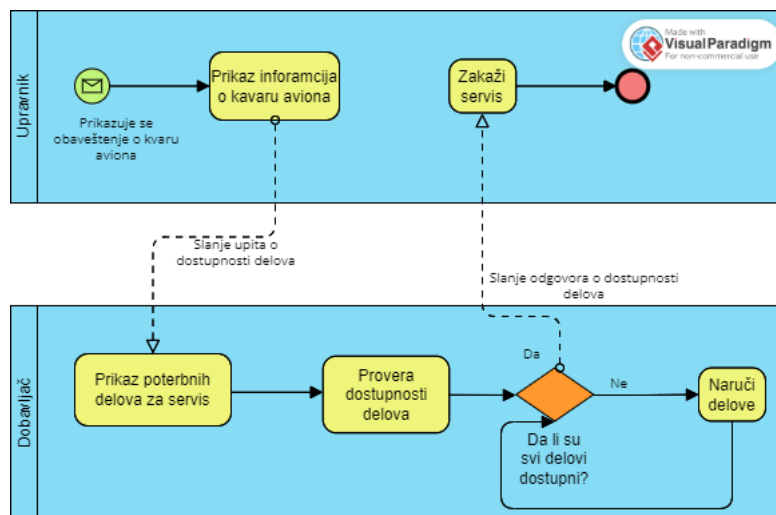 Upravnik
Prikazuje se
obaveštenje o kvaru
aviona
Prikaz inforamcija
o kavaru aviona
Zakaži
servis
Made with
Visual Paradigm
For non-commercial use
Slanje upita o
dostupnosti delova
Slanje odgovora o dostupnosti
delova
Dobavljač
Prikaz poterbnih
delova za servis
Provera
dostupnosti
delova
Da
Ne
Da li su
svi delovi
dostupni?
Naruči
delove